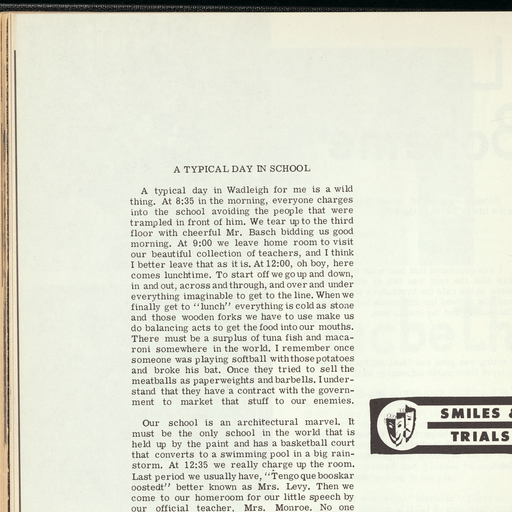 A TYPICAL DAY IN SCHOOL
A typical day in Wadleigh for me is a wild
thing. At 8:35 in the morning, everyone charges
into the school avoiding the people that were
trampled in front of him. We tear up to the third
floor with cheerful Mr. Basch bidding us good
morning. At 9:00 we leave home room to visit
our beautiful collection of teachers, and I think
I better leave that as it is. At 12:00, oh boy, here
comes lunchtime. To start off we go up and down,
in and out, across and through, and over and under
everything imaginable to get to the line. When we
finally get to "lunch" everything is cold as stone
and those wooden forks we have to use make us
do balancing acts to get the food into our mouths.
There must be a surplus of tuna fish and maca-
roni somewhere in the world. I remember once
someone was playing softball with those potatoes
and broke his bat. Once they tried to sell the
meatballs as paperweights and barbells. I under-
stand that they have a contract with the govern-
ment to market that stuff to our enemies.
Our school is an architectural marvel. It
must be the only school in the world that is
held up by the paint and has a basketball court
that converts to a swimming pool in a big rain-
storm. At 12:35 we really charge up the room.
Last period we usually have, "Tengo que booskar
oostedt" better known as Mrs. Levy. Then we
come to our homeroom for our little speech by
our official teacher, Mrs. Monroe. No one
SMILES &
TRIALS